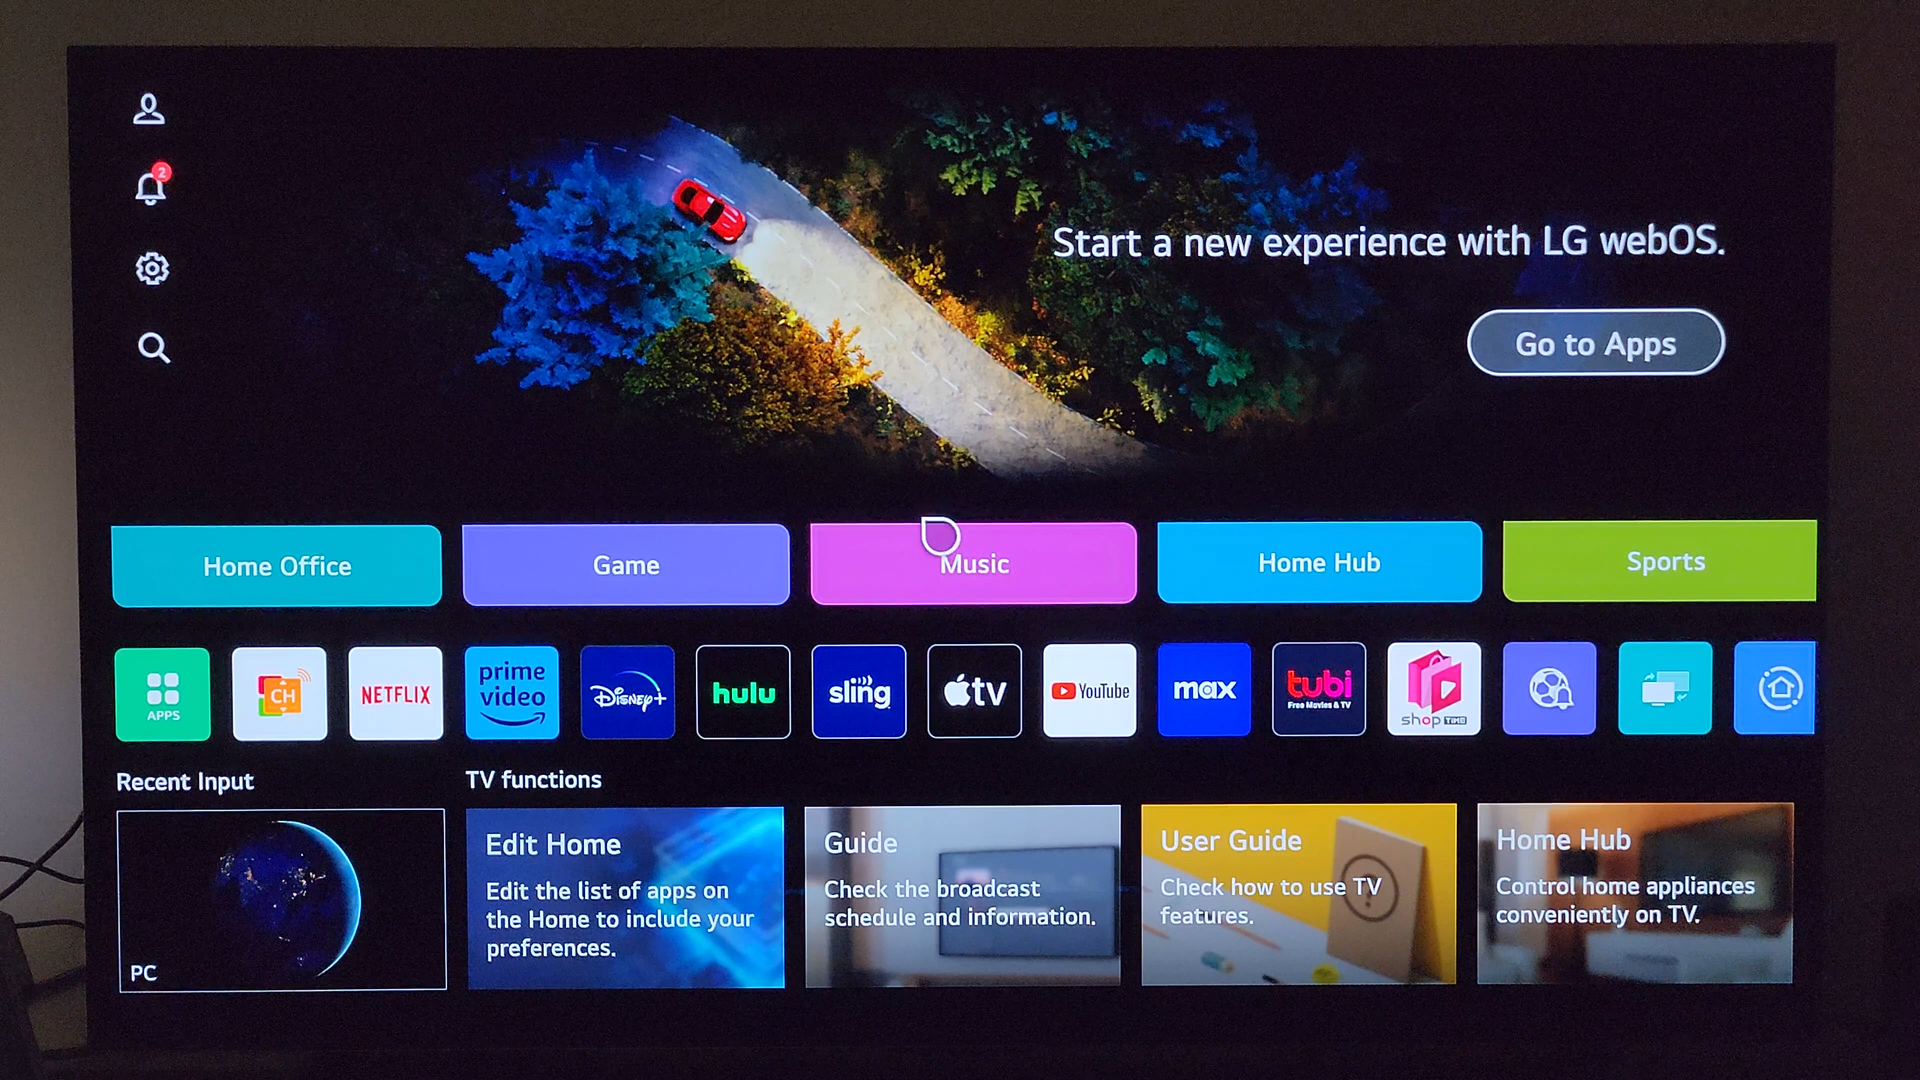 2
Start a new experience with LG webOS.
Go to Apps
Home Office
Game
Music
Home Hub
Sports
APPS
CH
NETFLIX
prime
video
Disney+
hulu
sling
tv
YouTube
max
tubi
Free Movies & TV
shop TIME
Recent Input
TV functions
PC
Edit Home
Edit the list of apps on
the Home to include your
preferences.
Guide
Check the broadcast
schedule and information.
User Guide
Check how to use TV
features.
Home Hub
Control home appliances
conveniently on TV.